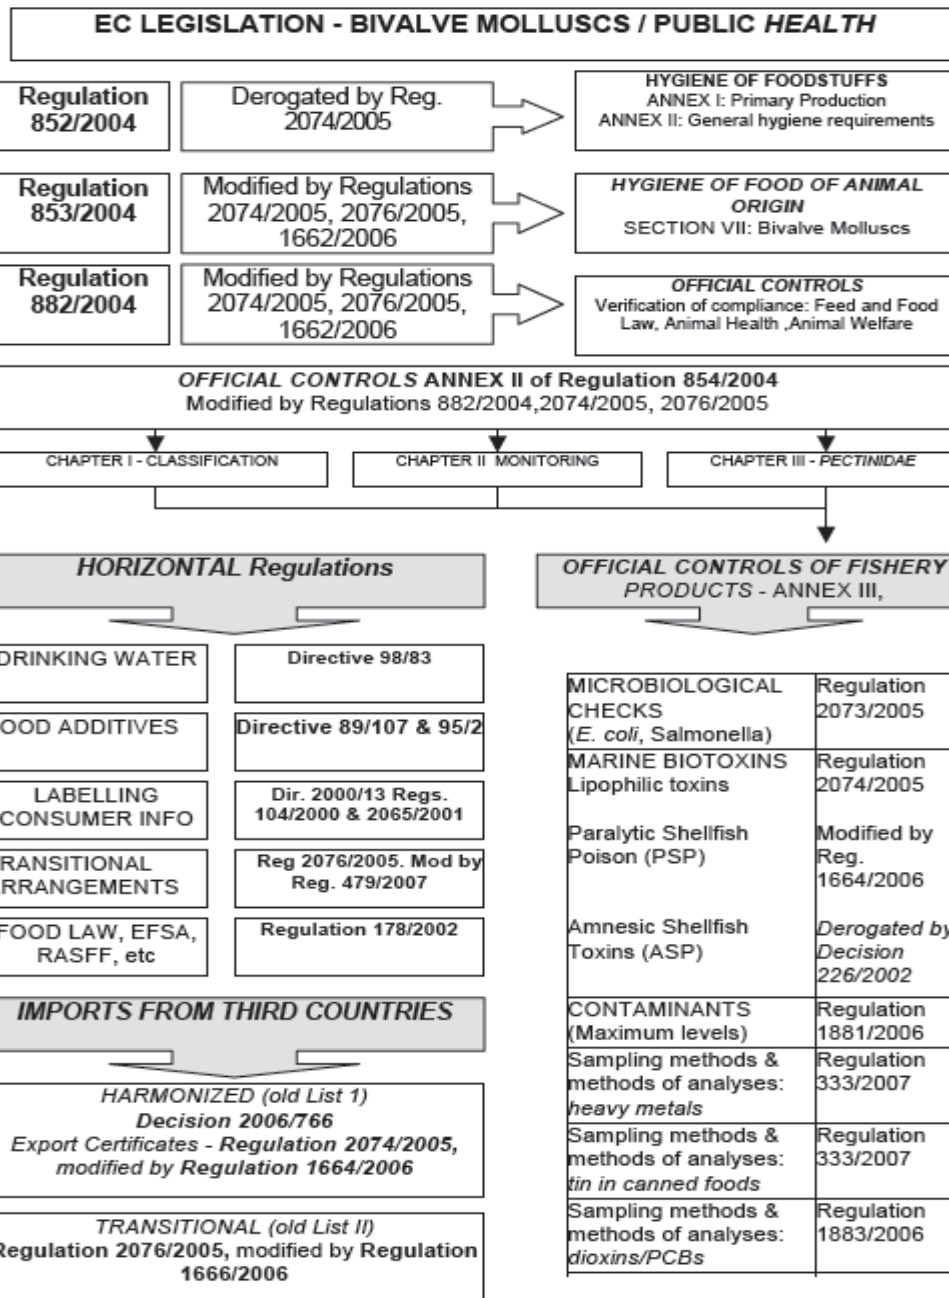 EC LEGISLATION - BIVALVE MOLLUSCS / PUBLIC HEALTH
Regulation
852/2004
Derogated by Reg.
2074/2005
HYGIENE OF FOODSTUFFS
ANNEX I: Primary Production
ANNEX II: General hygiene requirements
Regulation
853/2004
Modified by Regulations
2074/2005, 2076/2005,
1662/2006
HYGIENE OF FOOD OF ANIMAL
ORIGIN
SECTION VII: Bivalve Molluscs
Regulation
882/2004
Modified by Regulations
2074/2005, 2076/2005,
1662/2006
OFFICIAL CONTROLS
Verification of compliance: Feed and Food
Law, Animal Health ,Animal Welfare
OFFICIAL CONTROLS ANNEX II of Regulation 854/2004
Modified by Regulations 882/2004,2074/2005, 2076/2005
CHAPTER I - CLASSIFICATION
CHAPTER II MONITORING
CHAPTER III - PECTINIDAE
HORIZONTAL Regulations
DRINKING WATER
Directive 98/83
OOD ADDITIVES
Directive 89/107 & 95/2
LABELLING
CONSUMER INFO
Dir. 2000/13 Regs.
104/2000 & 2065/2001
RANSITIONAL
RRANGEMENTS
Reg 2076/2005. Mod by
Reg. 479/2007
FOOD LAW, EFSA,
RASFF, etc
Regulation 178/2002
IMPORTS FROM THIRD COUNTRIES
HARMONIZED (old List 1)
Decision 2006/766
Export Certificates - Regulation 2074/2005,
modified by Regulation 1664/2006
TRANSITIONAL (old List II)
Regulation 2076/2005, modified by Regulation
1666/2006
OFFICIAL CONTROLS OF FISHERY
PRODUCTS - ANNEX III,
MICROBIOLOGICAL
CHECKS
(E. coli, Salmonella)
Regulation
2073/2005
MARINE BIOTOXINS
Lipophilic toxins
Regulation
2074/2005
Paralytic Shellfish
Poison (PSP)
Modified by
Reg.
1664/2006
Amnesic Shellfish
Toxins (ASP)
Derogated by
Decision
226/2002
CONTAMINANTS
(Maximum levels)
Regulation
1881/2006
Sampling methods &
methods of analyses:
heavy metals
Regulation
333/2007
Sampling methods &
methods of analyses:
tin in canned foods
Regulation
333/2007
Sampling methods &
methods of analyses:
dioxins/PCBs
Regulation
1883/2006